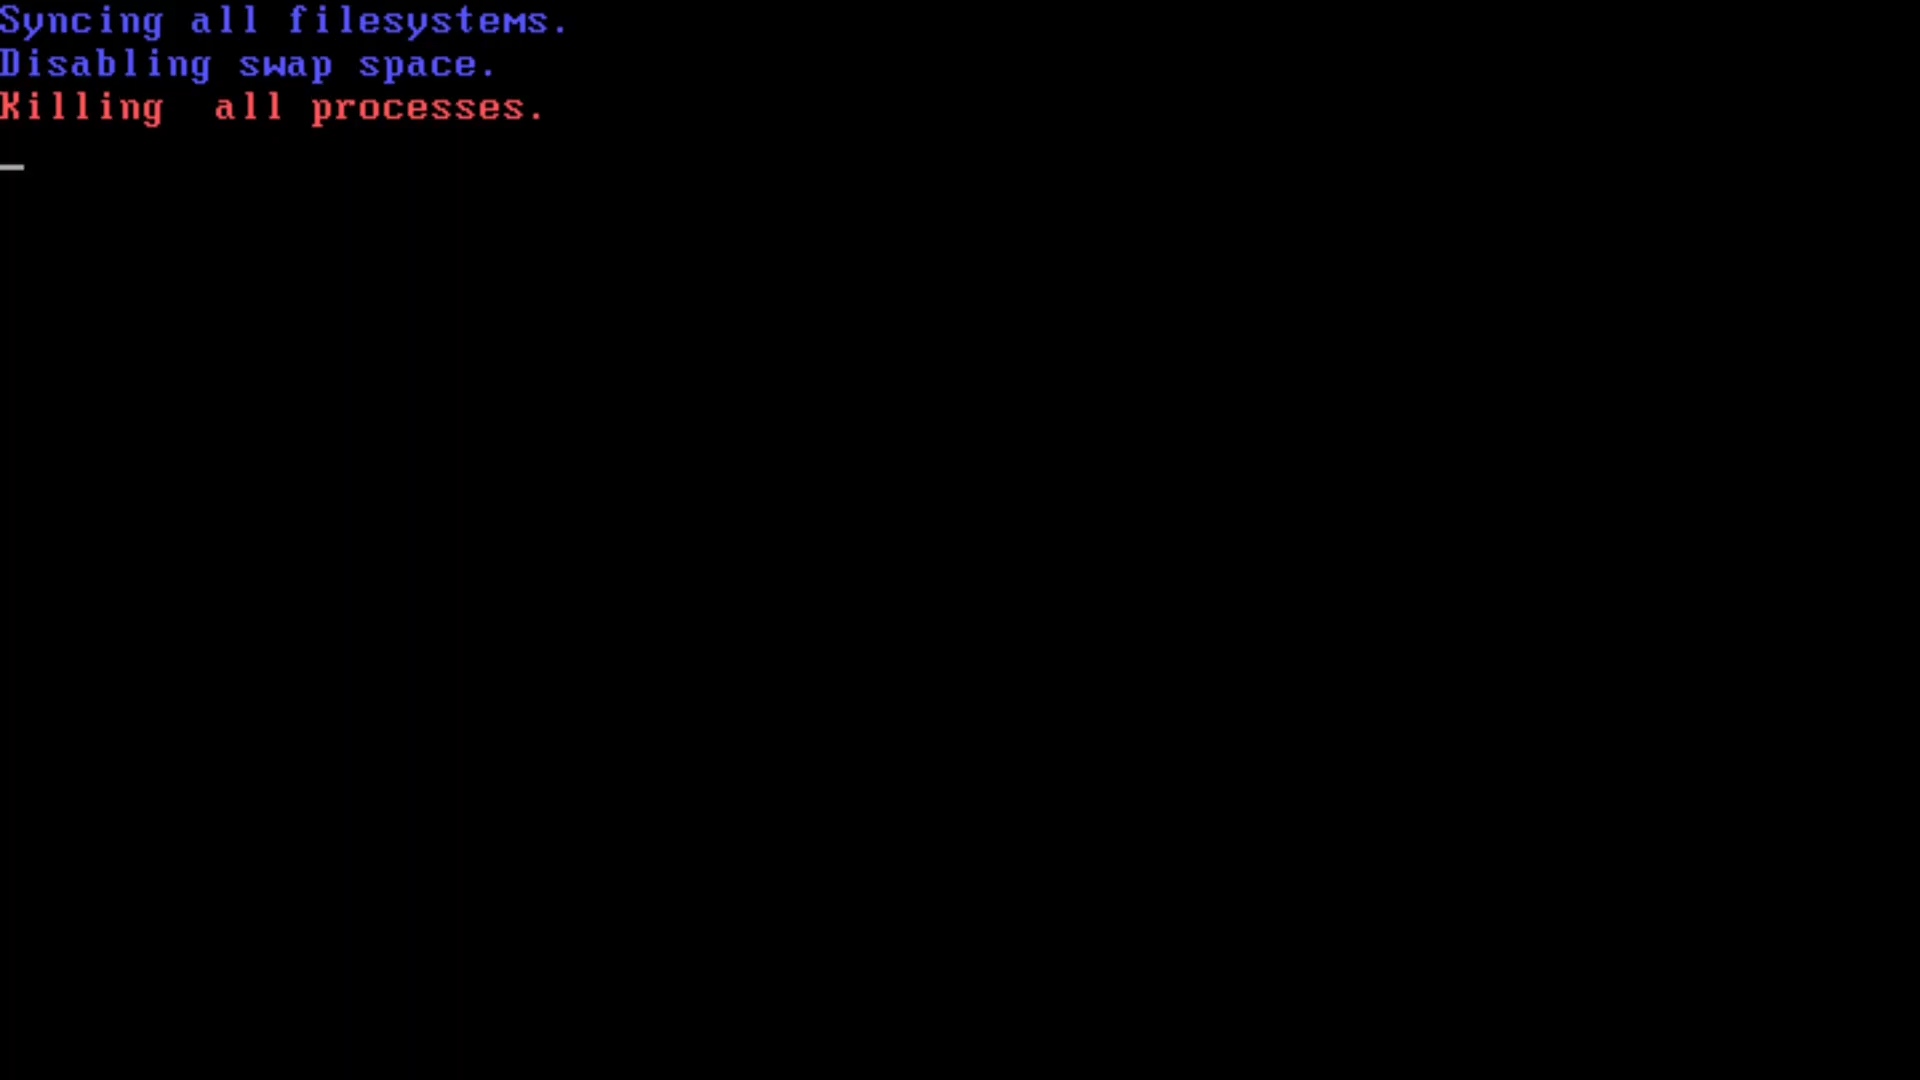 Syncing all filesystems.
Disabling swap space.
Killing  all processes.